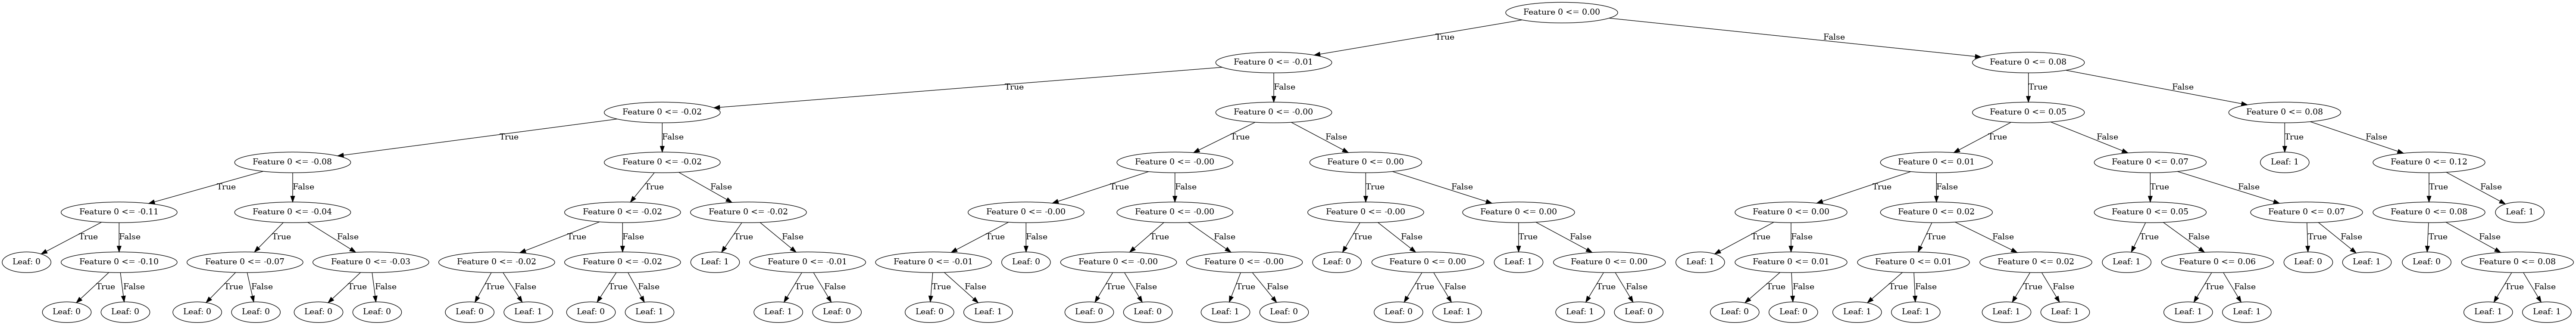 Feature 0 <= 0.00
True False
Feature 0 <= -0.01 Feature 0 <= 0.08
True False True False
Feature 0 <= -0.02 Feature 0 <= -0.00 Feature 0 <= 0.05 Feature 0 <= 0.08
True False True False True False True False
Feature 0 <= -0.08 Feature 0 <= -0.02 Feature 0 <= -0.00 Feature 0 <= 0.00 Feature 0 <= 0.01 Feature 0 <= 0.07 Leaf: 1 Feature 0 <= 0.12
True False True False True False True False True False True False True False
Feature 0 <= -0.11 Feature 0 <= -0.04 Feature 0 <= -0.02 Feature 0 <= -0.02 Feature 0 <= -0.00 Feature 0 <= -0.00 Feature 0 <= -0.00 Feature 0 <= 0.00 Feature 0 <= 0.00 Feature 0 <= 0.02 Feature 0 <= 0.05 Feature 0 <= 0.07 Feature 0 <= 0.08 Leaf: 1
True False True False True False True False True False True False True False True False True False True False True False True False True False
Leaf: 0 Feature 0 <= -0.10 Feature 0 <= -0.07 Feature 0 <= -0.03 Feature 0 <= -0.02 Feature 0 <= -0.02 Leaf: 1 Feature 0 <= -0.01 Feature 0 <= -0.01 Leaf: 0 Feature 0 <= -0.00 Feature 0 <= -0.00 Leaf: 0 Feature 0 <= 0.00 Leaf: 1 Feature 0 <= 0.00 Leaf: 1 Feature 0 <= 0.01 Feature 0 <= 0.01 Feature 0 <= 0.02 Leaf: 1 Feature 0 <= 0.06 Leaf: 0 Leaf: 1 Leaf: 0 Feature 0 <= 0.08
True False True False True False True False True False True False True False True False True False True False True False True False True False True False True False True False
Leaf: 0 Leaf: 0 Leaf: 0 Leaf: 0 Leaf: 0 Leaf: 0 Leaf: 0 Leaf: 1 Leaf: 0 Leaf: 1 Leaf: 1 Leaf: 0 Leaf: 0 Leaf: 1 Leaf: 0 Leaf: 0 Leaf: 1 Leaf: 0 Leaf: 0 Leaf: 1 Leaf: 1 Leaf: 0 Leaf: 0 Leaf: 0 Leaf: 1 Leaf: 1 Leaf: 1 Leaf: 1 Leaf: 1 Leaf: 1 Leaf: 1 Leaf: 1